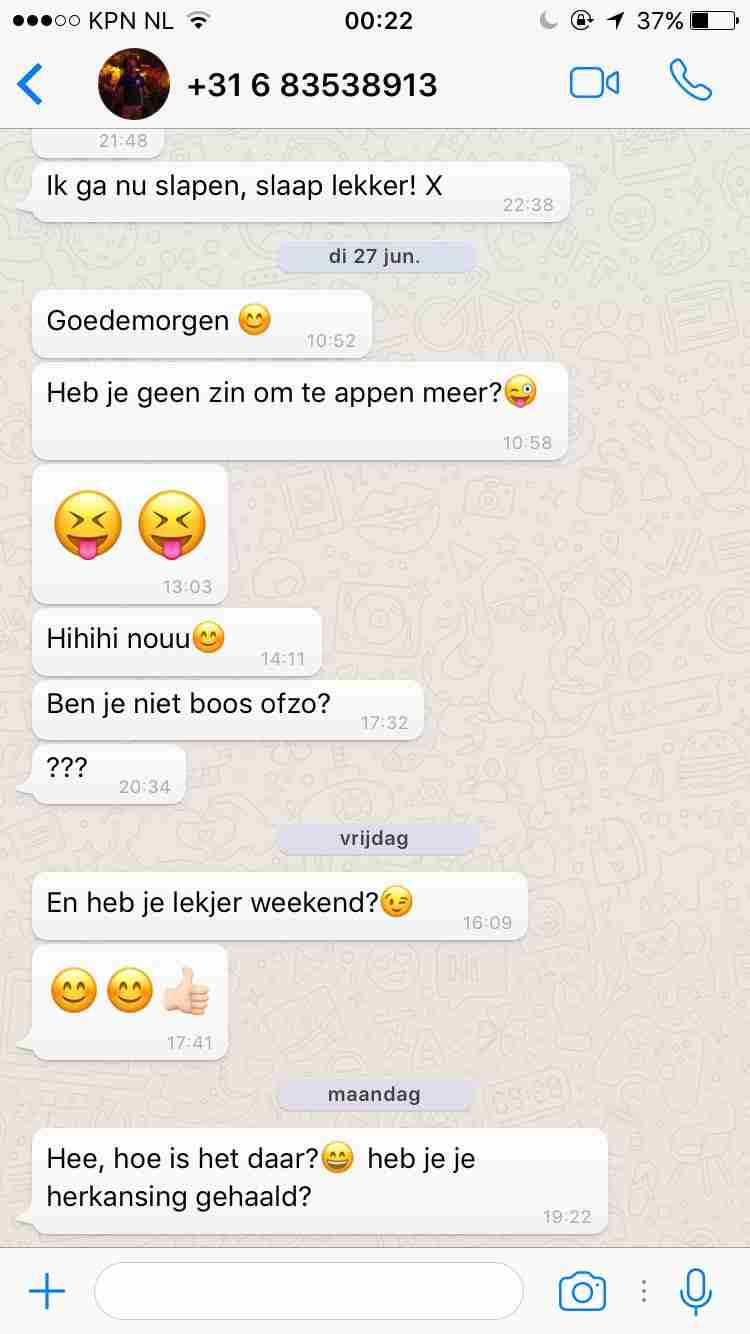 KPN NL 00:22 37%
+31 6 83538913
21:48
Ik ga nu slapen, slaap lekker! X
22:38
di 27 jun.
Goedemorgen 😊
10:52
Heb je geen zin om te appen meer?😜
10:58
😝😝
13:03
Hihihi nouu😊
14:11
Ben je niet boos ofzo?
17:32
???
20:34
vrijdag
En heb je lekjer weekend?😉
16:09
😊😊👍🏻
17:41
maandag
Hee, hoe is het daar?😄 heb je je
herkansing gehaald?
19:22